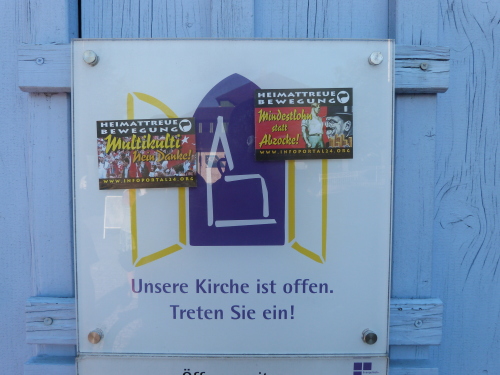 HEIMATTREUE
BEWEGUNG
Multikulti
Nein Danke!
WWW.INFOPORTAL24.ORG
HEIMATTREUE
BEWEGUNG
Mindestlohn
statt
Abzocke!
WWW.INFOPORTAL24.ORG
Unsere Kirche ist offen.
Treten Sie ein!